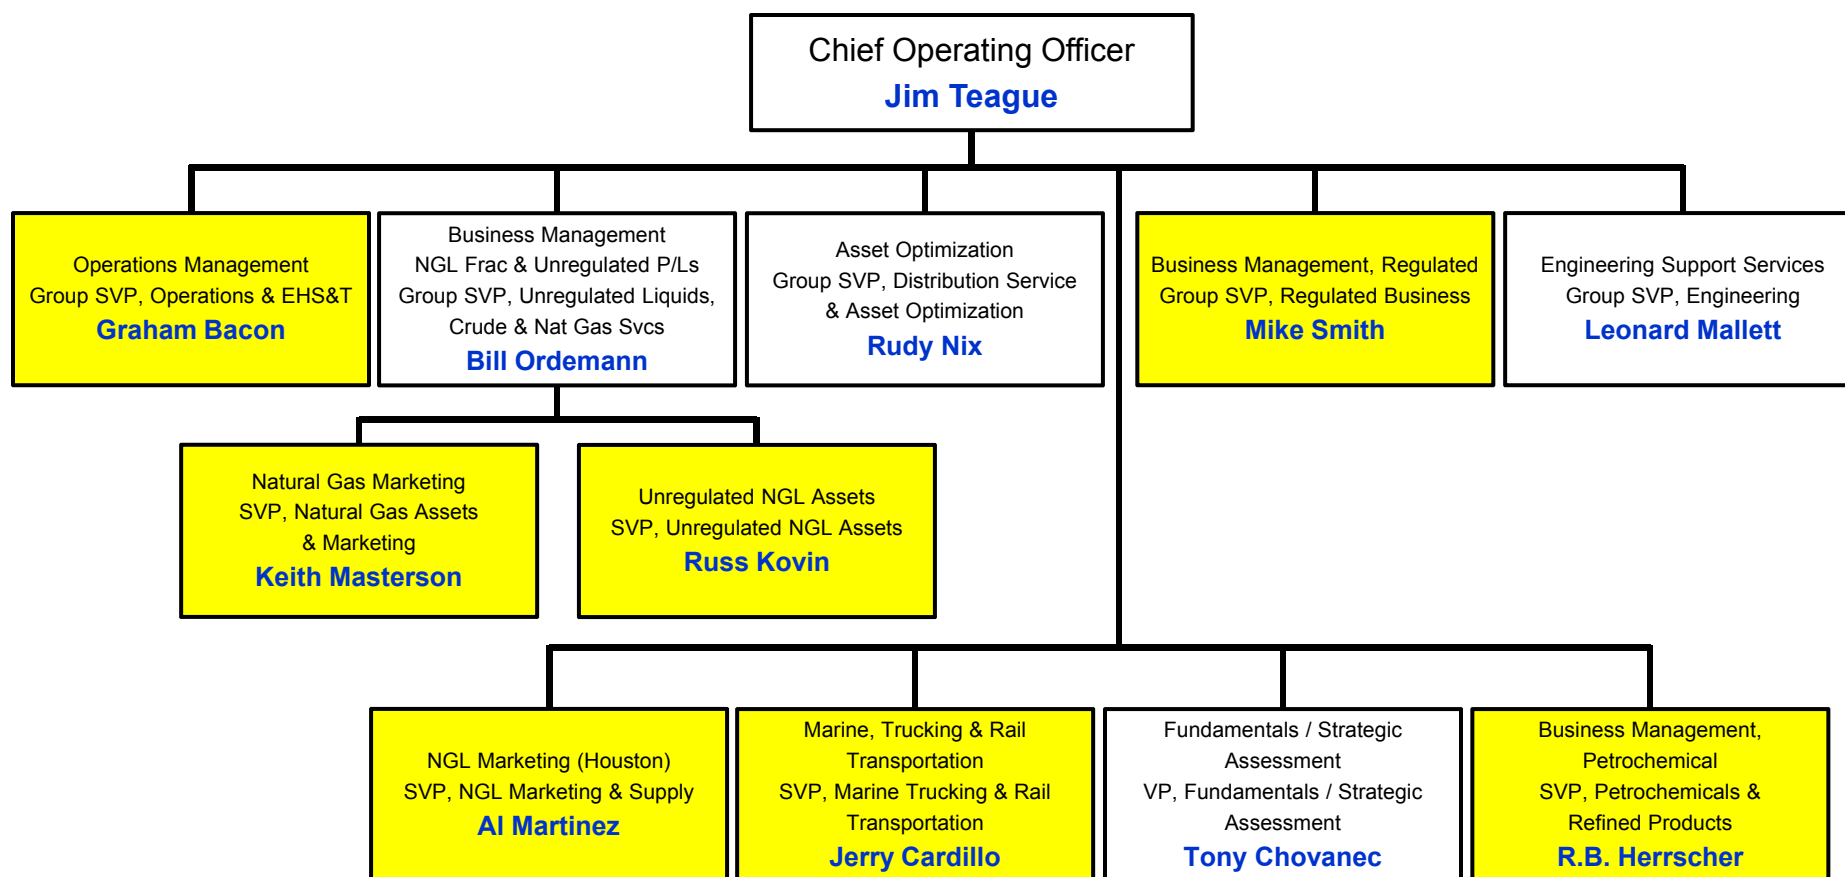 Chief Operating Officer
Jim Teague
Operations Management
Group SVP, Operations & EHS&T
Graham Bacon
Business Management
NGL Frac & Unregulated P/Ls
Group SVP, Unregulated Liquids,
Crude & Nat Gas Svcs
Bill Ordemann
Asset Optimization
Group SVP, Distribution Service
& Asset Optimization
Rudy Nix
Business Management, Regulated
Group SVP, Regulated Business
Mike Smith
Engineering Support Services
Group SVP, Engineering
Leonard Mallett
Natural Gas Marketing
SVP, Natural Gas Assets
& Marketing
Keith Masterson
Unregulated NGL Assets
SVP, Unregulated NGL Assets
Russ Kovin
NGL Marketing (Houston)
SVP, NGL Marketing & Supply
Al Martinez
Marine, Trucking & Rail
Transportation
SVP, Marine Trucking & Rail
Transportation
Jerry Cardillo
Fundamentals / Strategic
Assessment
VP, Fundamentals / Strategic
Assessment
Tony Chovanec
Business Management,
Petrochemical
SVP, Petrochemicals &
Refined Products
R.B. Herrscher